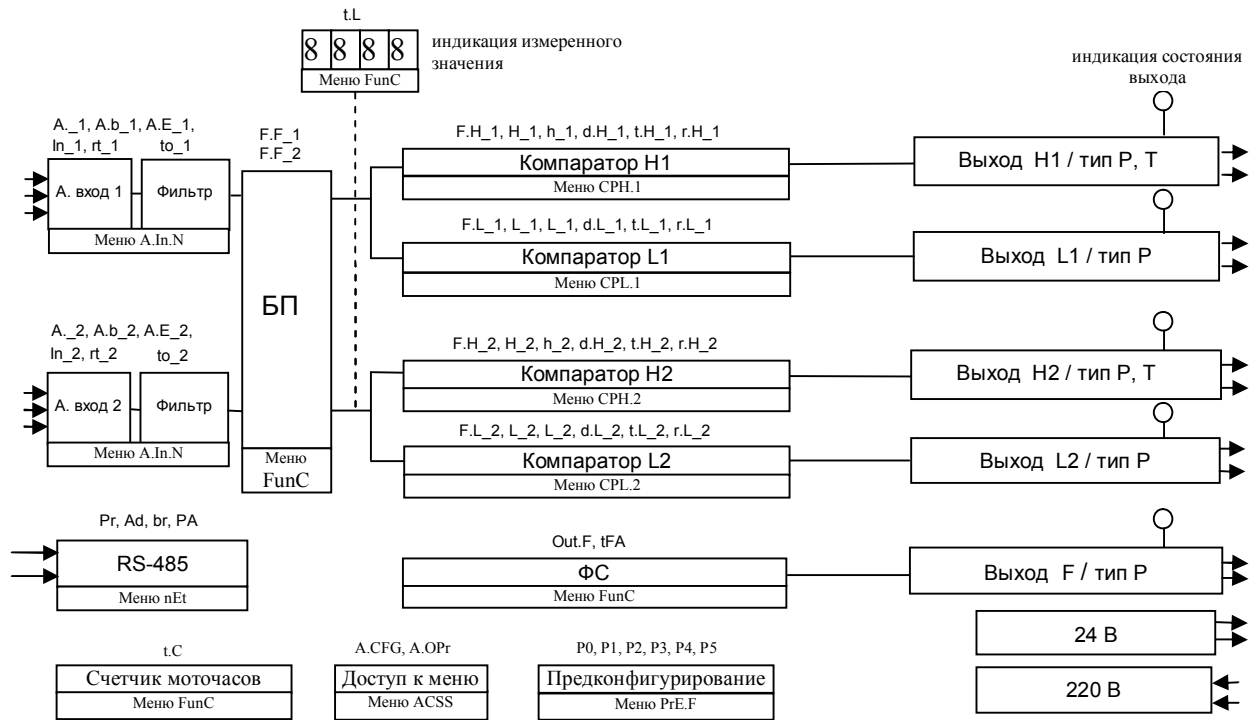 t.L
8 8 8 8
Меню FunC
индикация измеренного
значения
индикация состояния
выхода
A._1, A.b_1, A.E_1,
In_1, rt_1 to_1
А. вход 1
Фильтр
Меню A.In.N
F.F_1
F.F_2
БП
Меню
FunC
F.H_1, H_1, h_1, d.H_1, t.H_1, r.H_1
Компаратор H1
Меню CPH.1
Выход H1 / тип Р, Т
F.L_1, L_1, L_1, d.L_1, t.L_1, r.L_1
Компаратор L1
Меню CPL.1
Выход L1 / тип Р
A._2, A.b_2, A.E_2,
In_2, rt_2 to_2
А. вход 2
Фильтр
Меню A.In.N
F.H_2, H_2, h_2, d.H_2, t.H_2, r.H_2
Компаратор H2
Меню CPH.2
Выход H2 / тип Р, Т
F.L_2, L_2, L_2, d.L_2, t.L_2, r.L_2
Компаратор L2
Меню CPL.2
Выход L2 / тип Р
Pr, Ad, br, PA
RS-485
Меню nEt
Out.F, tFA
ФС
Меню FunC
Выход F / тип Р
24 В
220 В
t.C
Счетчик моточасов
Меню FunC
A.CFG, A.OPr
Доступ к меню
Меню ACSS
P0, P1, P2, P3, P4, P5
Предконфигурирование
Меню PrE.F